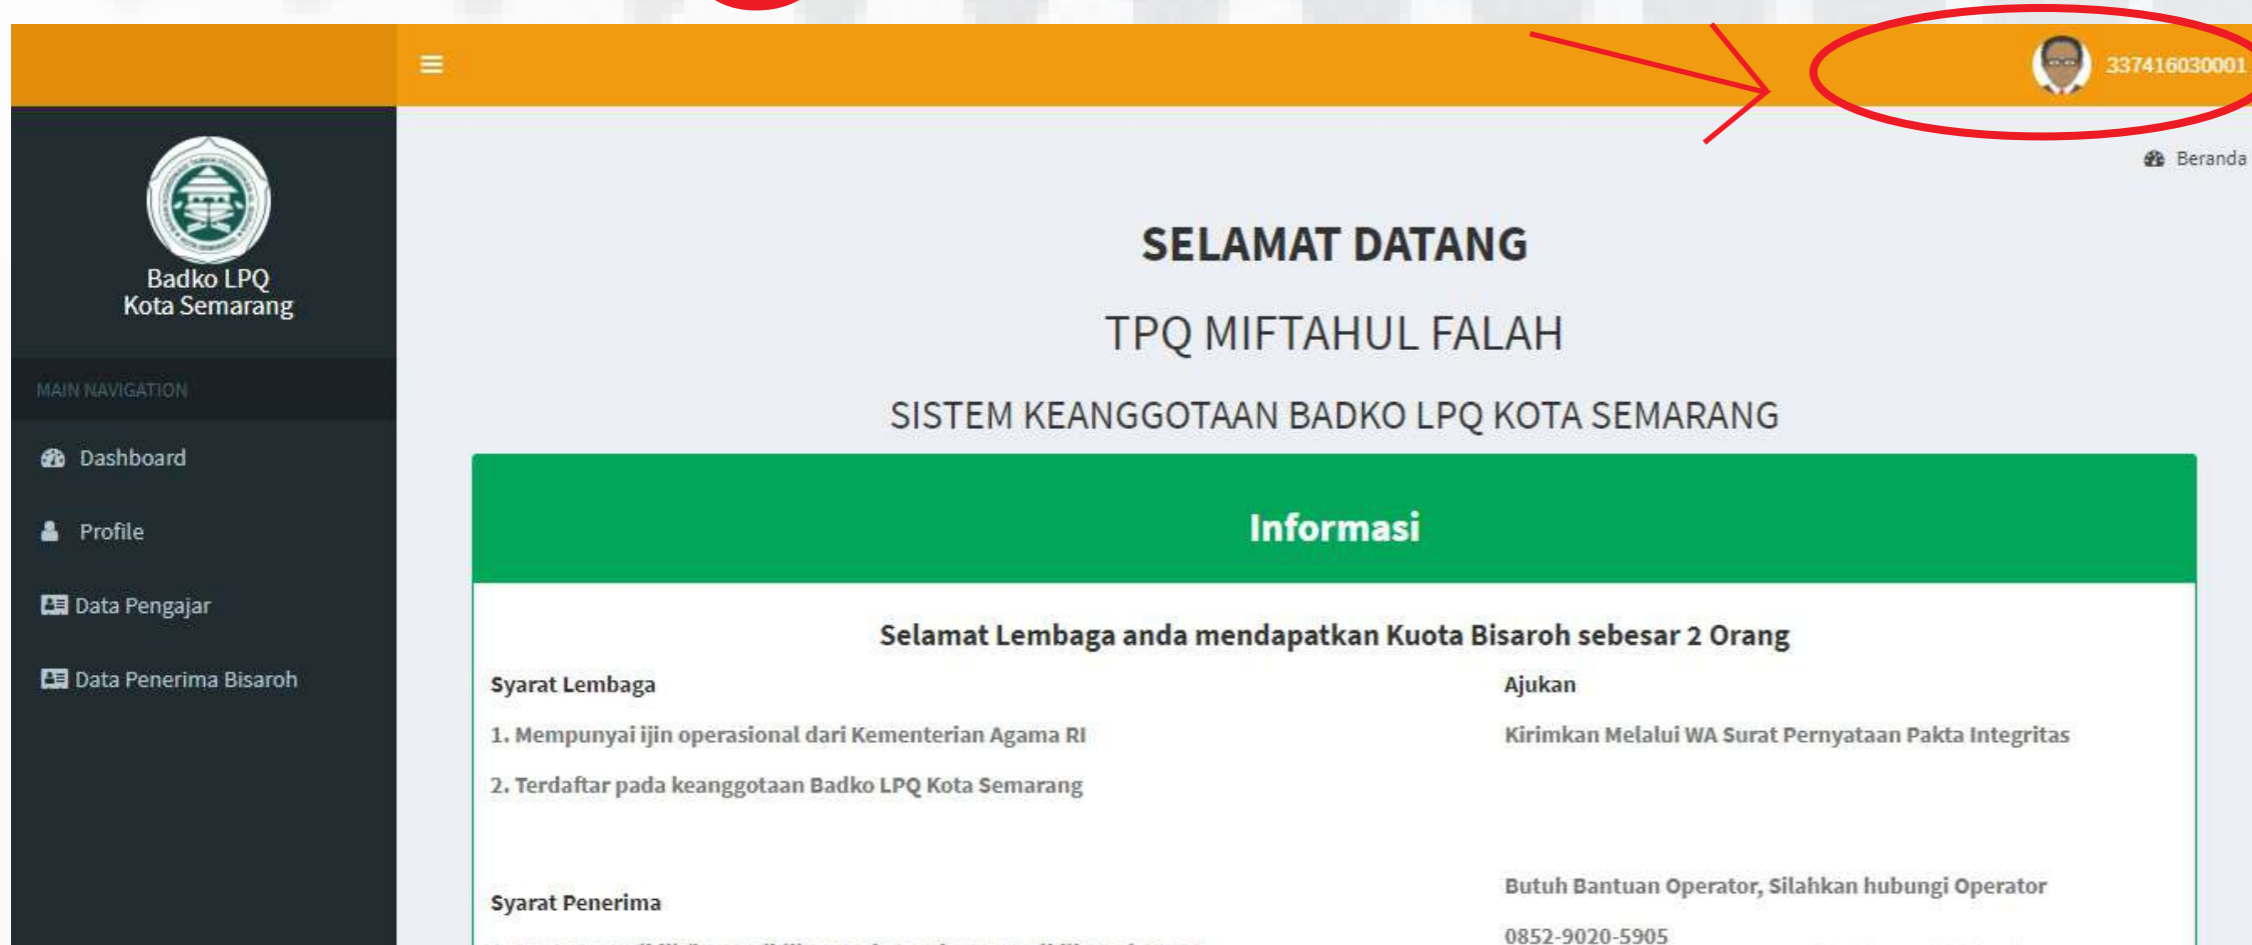 337416030001
Beranda
Badko LPQ
Kota Semarang
MAIN NAVIGATION
Dashboard
Profile
Data Pengajar
Data Penerima Bisaroh
SELAMAT DATANG
TPQ MIFTAHUL FALAH
SISTEM KEANGGOTAAN BADKO LPQ KOTA SEMARANG
Informasi
Selamat Lembaga anda mendapatkan Kuota Bisaroh sebesar 2 Orang
Syarat Lembaga
1. Mempunyai ijin operasional dari Kementerian Agama RI
2. Terdaftar pada keanggotaan Badko LPQ Kota Semarang
Syarat Penerima
Ajukan
Kirimkan Melalui WA Surat Pernyataan Pakta Integritas
Butuh Bantuan Operator, Silahkan hubungi Operator
0852-9020-5905